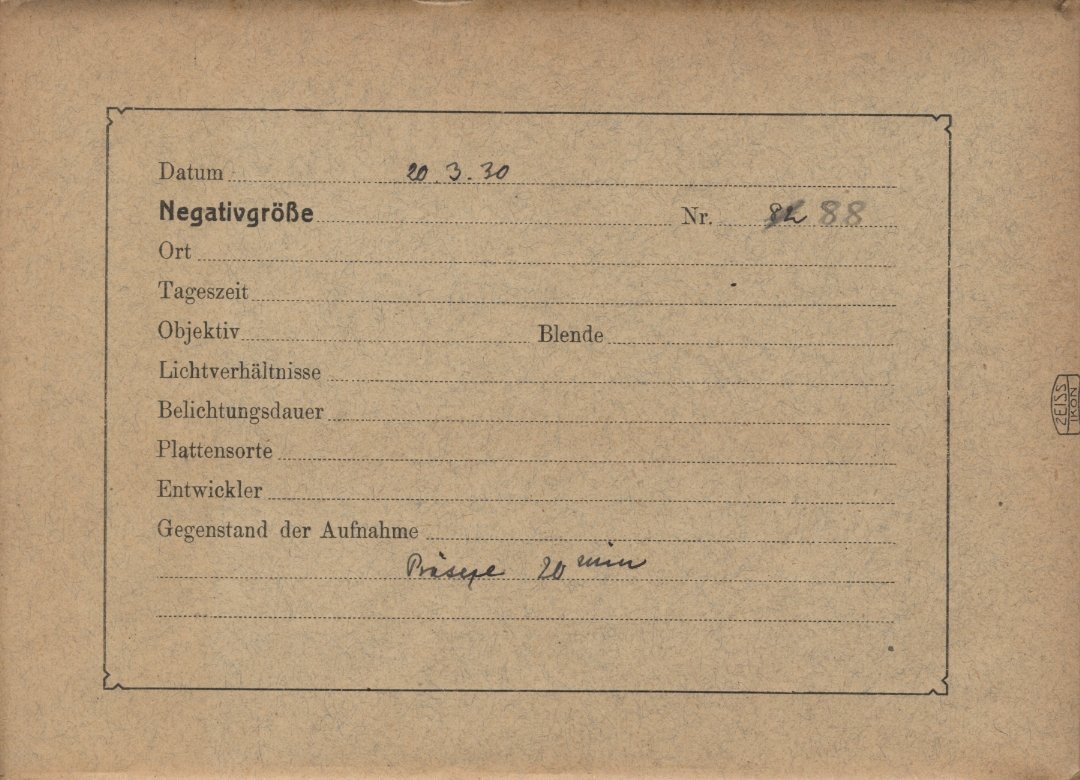 Datum 20.3.30
Negativgröße Nr. 88
Ort
Tageszeit
Objektiv Blende
Lichtverhältnisse
Belichtungsdauer
Plattensorte
Entwickler
Gegenstand der Aufnahme
Präsepe 20 min
ZEISS
IKON